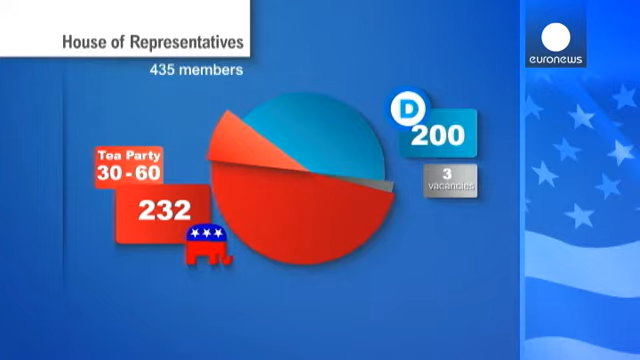 House of Representatives
435 members
euronews
D
200
3
vacancies
Tea Party
30 - 60
232